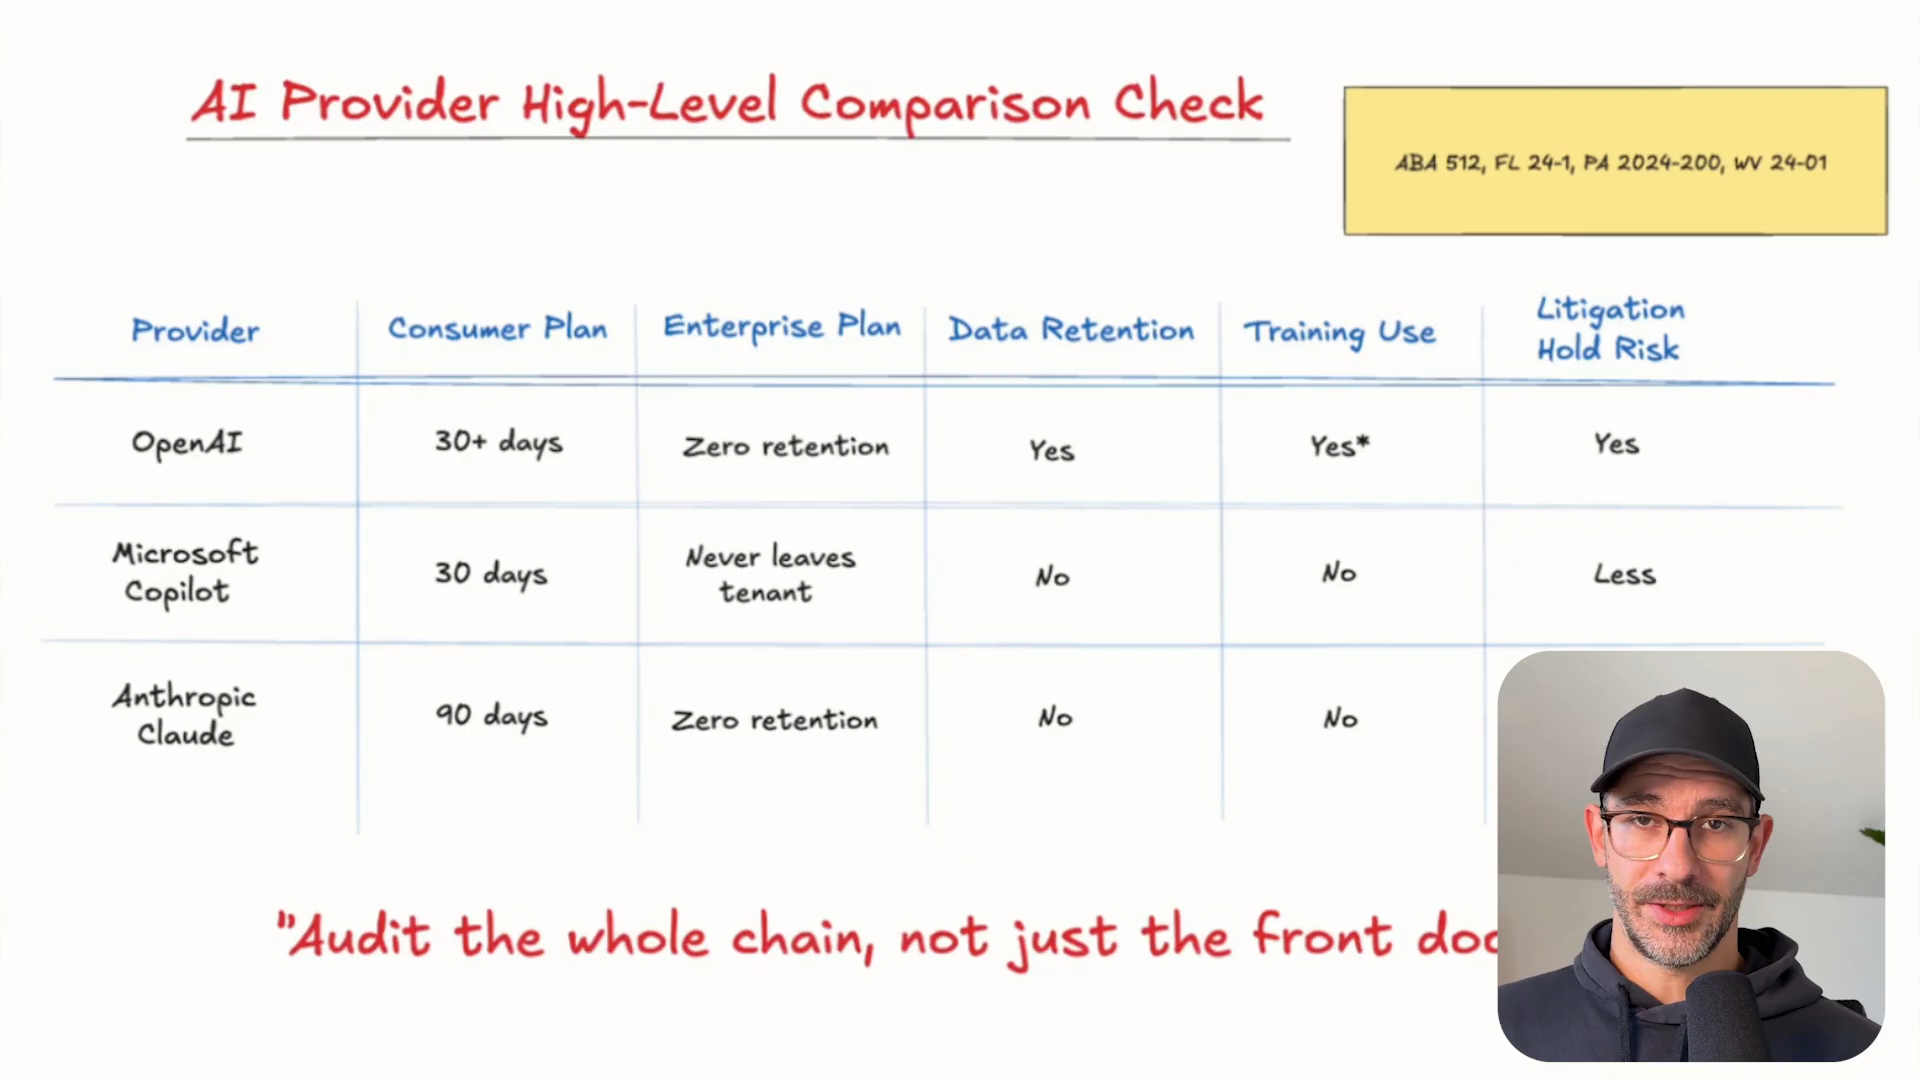 AI Provider High-Level Comparison Check
ABA 512, FL 24-1, PA 2024-200, WV 24-01
Provider
Consumer Plan
Enterprise Plan
Data Retention
Training Use
Litigation
Hold Risk
OpenAI
30+ days
Zero retention
Yes
Yes*
Yes
Microsoft
Copilot
30 days
Never leaves
tenant
No
No
Less
Anthropic
Claude
90 days
Zero retention
No
No
"Audit the whole chain, not just the front